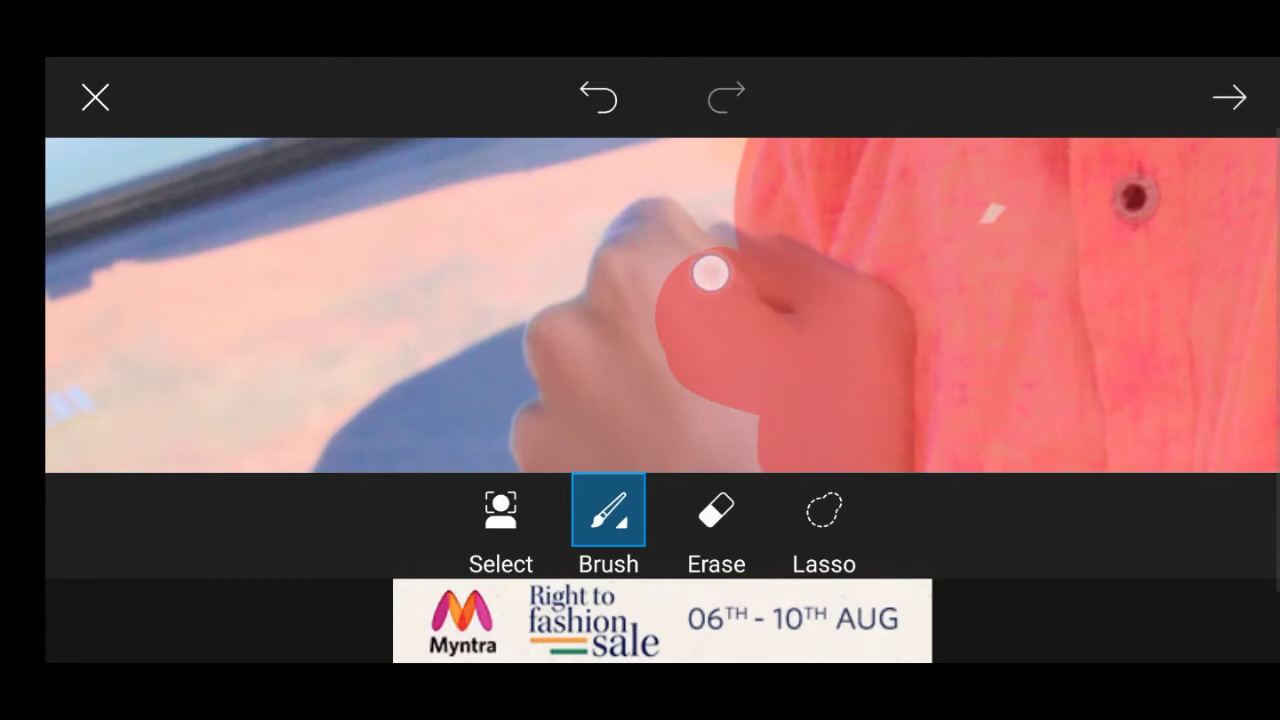 Select Brush Erase Lasso
Right to
fashion
sale
Myntra
06TH - 10TH AUG